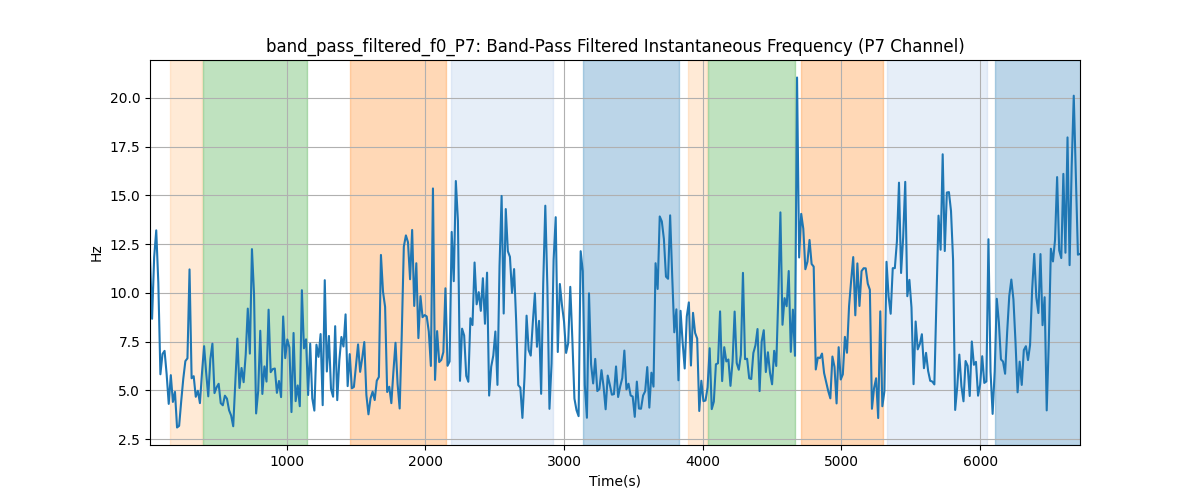 band_pass_filtered_f0_P7: Band-Pass Filtered Instantaneous Frequency (P7 Channel)
20.0
17.5
15.0
12.5
10.0
7.5
5.0
2.5
Hz
1000 2000 3000 4000 5000 6000
Time(s)